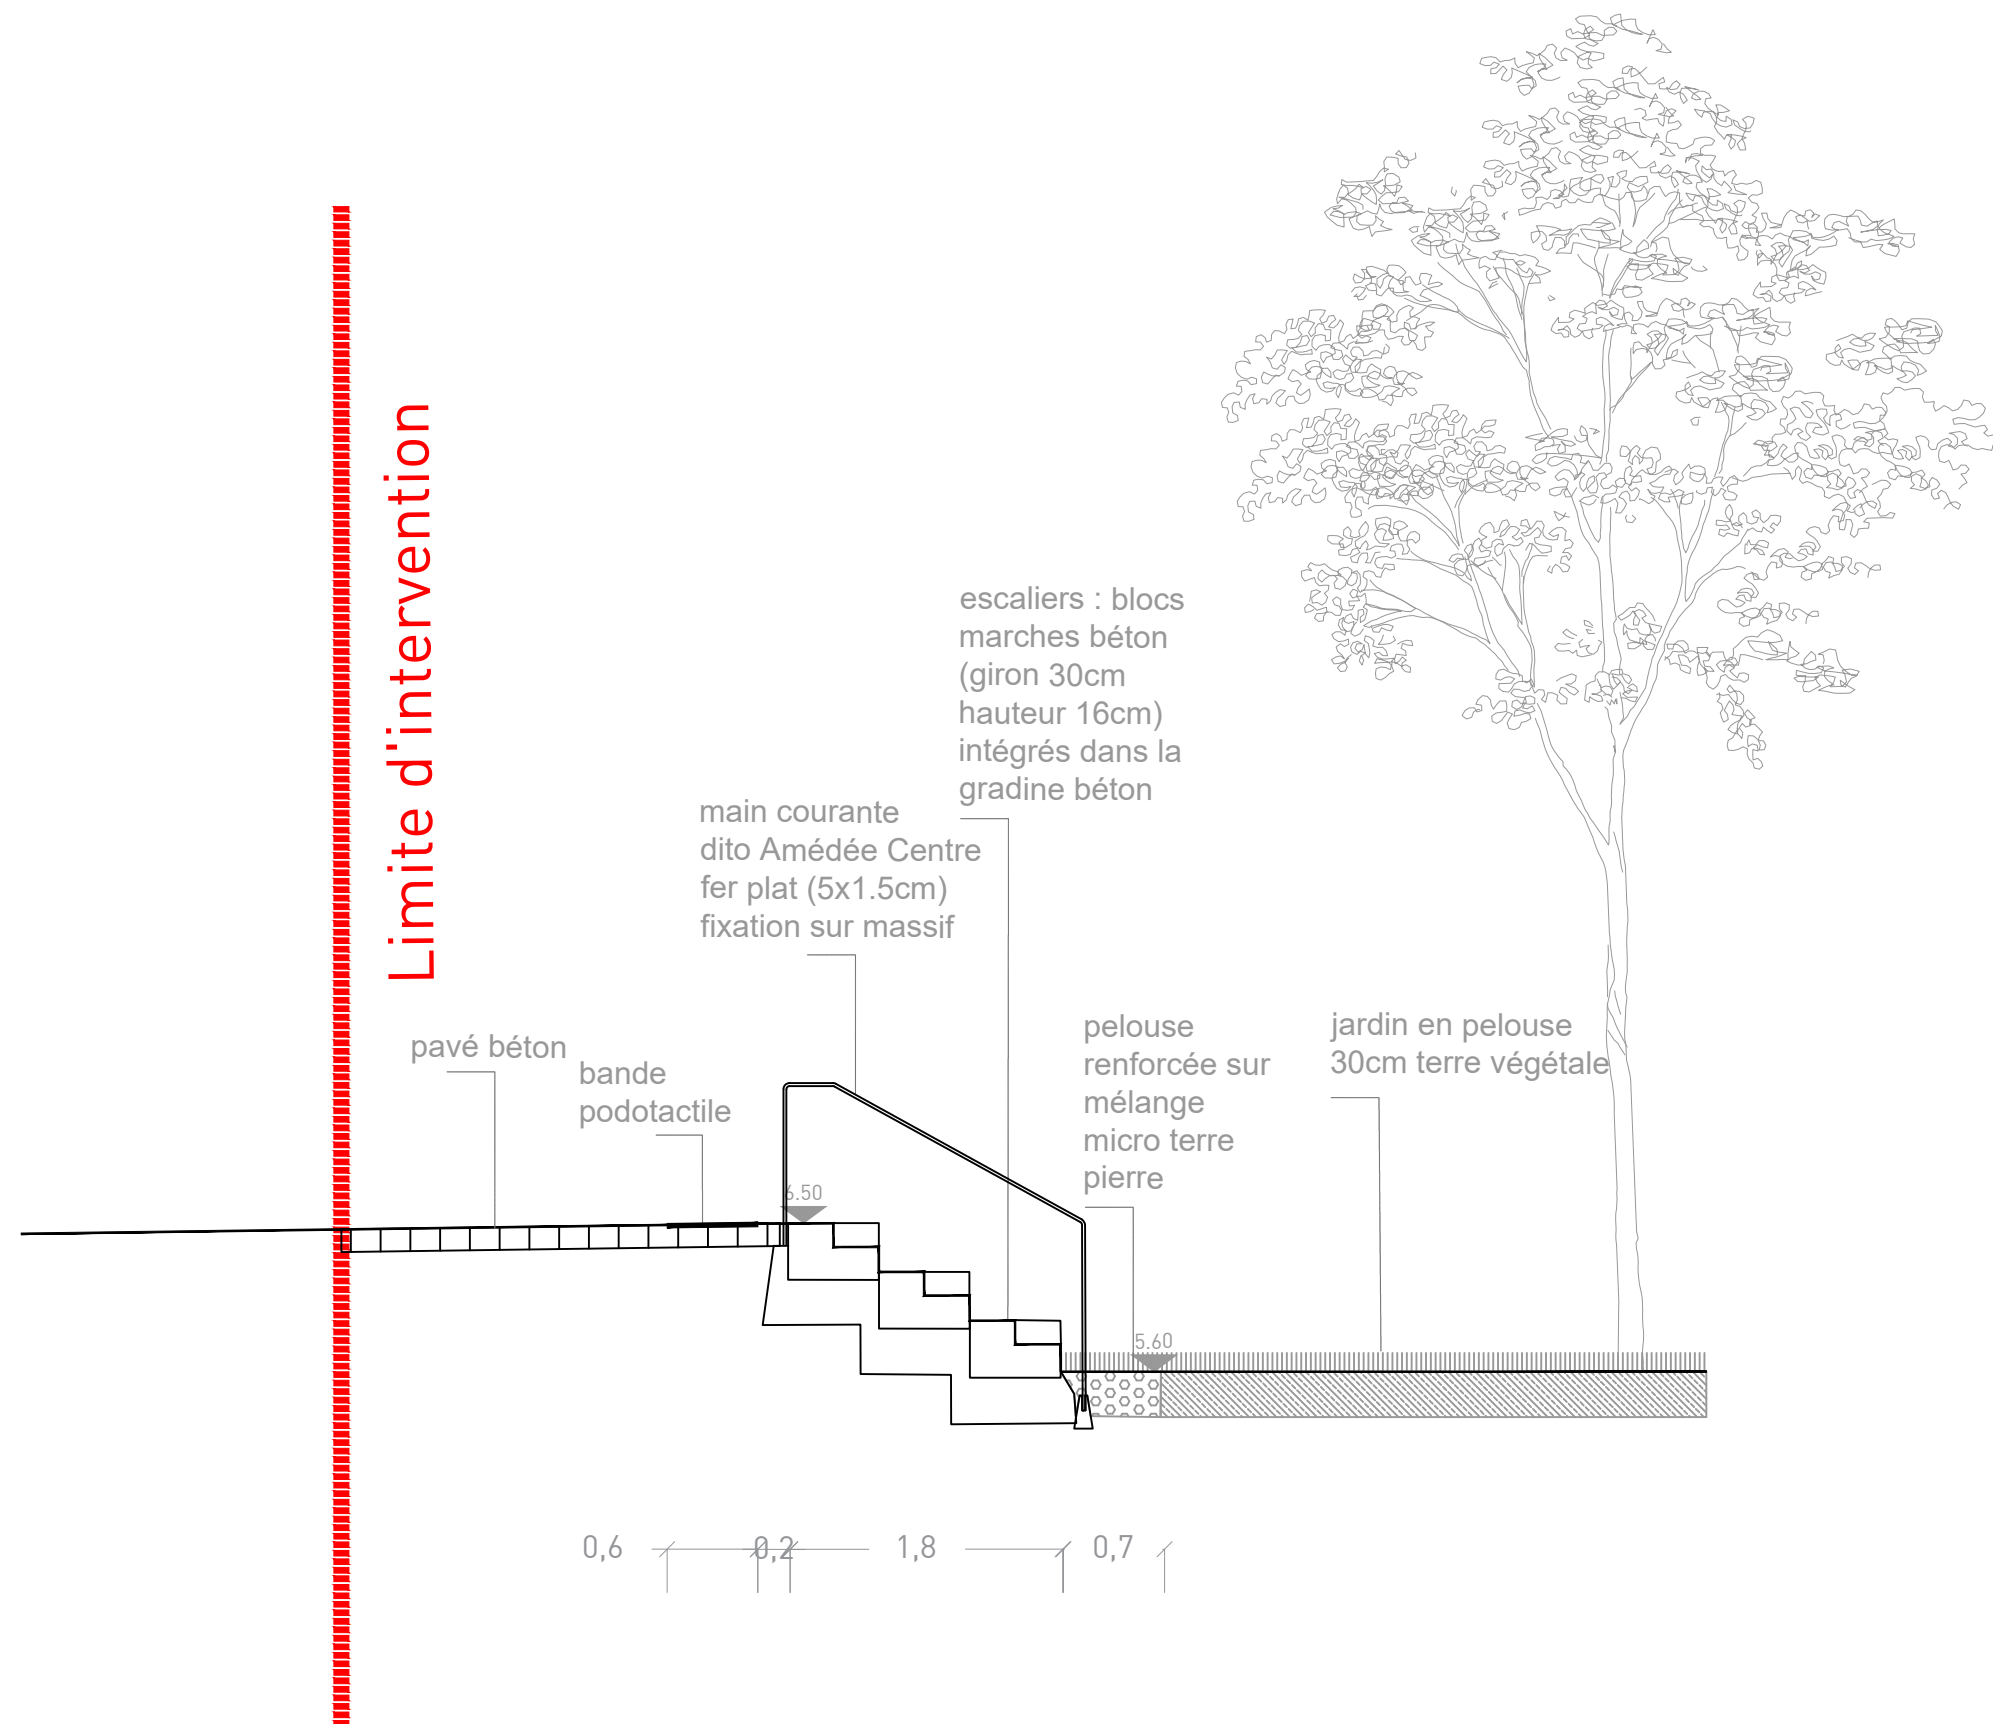 Limite d'intervention
escaliers : blocs
marches béton
(giron 30cm
hauteur 16cm)
intégrés dans la
gradine béton
main courante
dito Amédée Centre
fer plat (5x1.5cm)
fixation sur massif
pavé béton
bande
podotactile
pelouse
renforcée sur
mélange
micro terre
pierre
jardin en pelouse
30cm terre végétale
6.50
5.60
0,6
0,2
1,8
0,7